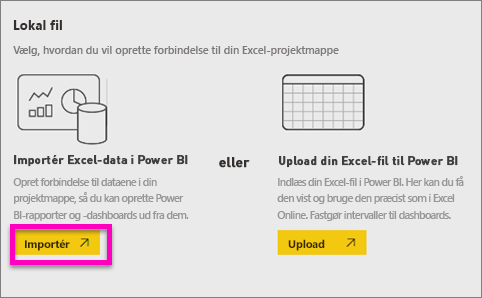 Lokal fil
Vælg, hvordan du vil oprette forbindelse til din Excel-projektmappe
Importér Excel-data i Power BI
Opret forbindelse til dataene i din
projektmappe, så du kan oprette Power
BI-rapporter og -dashboards ud fra dem.
Importér
eller
Upload din Excel-fil til Power BI
Indlæs din Excel-fil i Power BI. Her kan du få
den vist og bruge den præcist som i Excel
Online. Fastgør intervaller til dashboards.
Upload